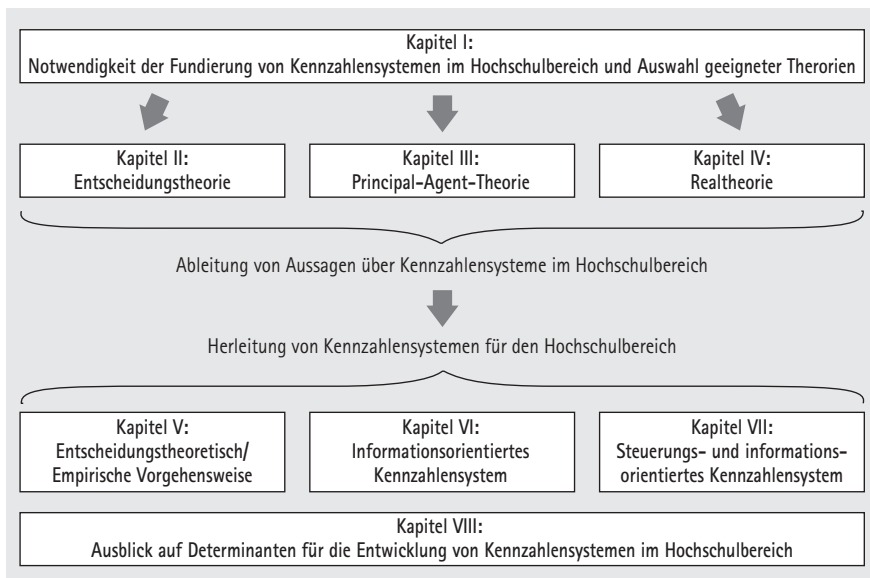 Kapitel I:
Notwendigkeit der Fundierung von Kennzahlensystemen im Hochschulbereich und Auswahl geeigneter Therorien
Kapitel II:
Entscheidungstheorie
Kapitel III:
Principal-Agent-Theorie
Kapitel IV:
Realtheorie
Ableitung von Aussagen über Kennzahlensysteme im Hochschulbereich
Herleitung von Kennzahlensystemen für den Hochschulbereich
Kapitel V:
Entscheidungstheoretisch/
Empirische Vorgehensweise
Kapitel VI:
Informationsorientiertes
Kennzahlensystem
Kapitel VII:
Steuerungs- und informations-
orientiertes Kennzahlensystem
Kapitel VIII:
Ausblick auf Determinanten für die Entwicklung von Kennzahlensystemen im Hochschulbereich